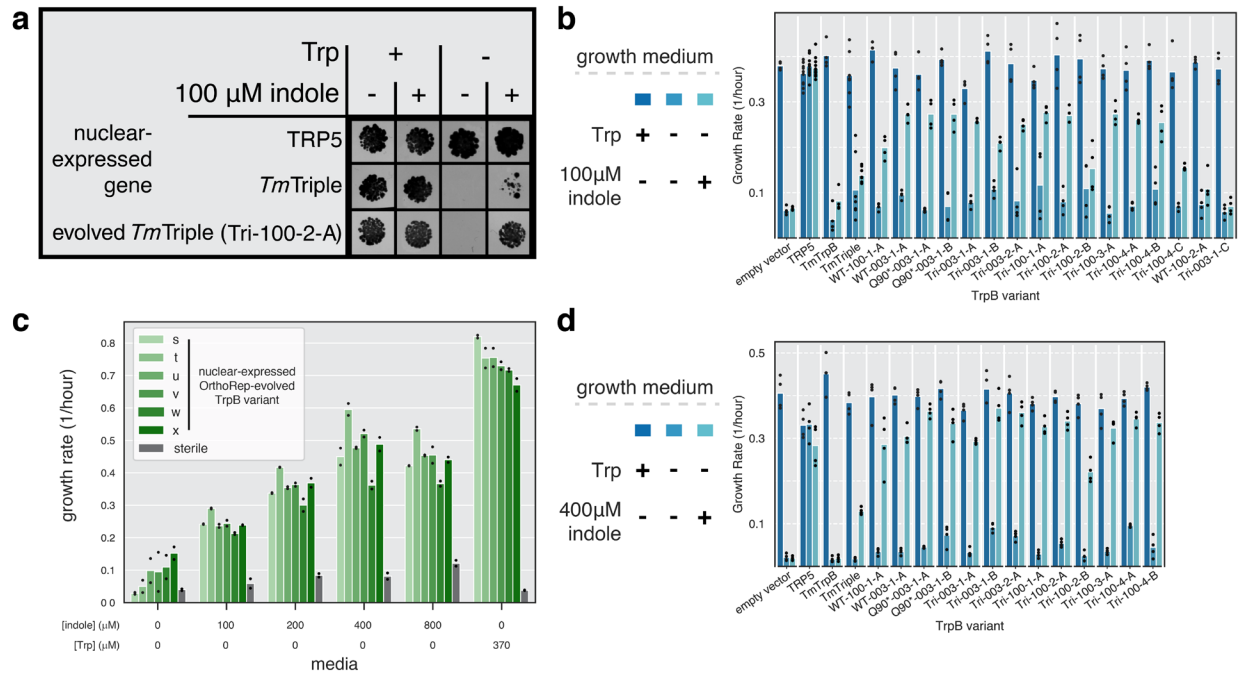 a
Trp + -
100 µM indole - + - +
nuclear-
expressed
gene
TRP5
TmTriple
evolved TmTriple (Tri-100-2-A)
b
growth medium
Trp + - -
100µM
indole - - +
Growth Rate (1/hour)
0.3
0.1
empty vector
TRP5
TmTrpB
TmTriple
WT-100-1-A
WT-003-1-A
Q90*-003-1-A
Q90*-003-1-B
Tri-003-1-A
Tri-003-1-B
Tri-003-2-A
Tri-100-1-A
Tri-100-2-A
Tri-100-2-B
Tri-100-3-A
Tri-100-4-A
Tri-100-4-B
Tri-100-4-C
WT-100-2-A
Tri-003-1-C
TrpB variant
c
growth rate (1/hour)
0.8
0.7
0.6
0.5
0.4
0.3
0.2
0.1
0.0
s
t
u
v
w
x
sterile
nuclear-expressed
OrthoRep-evolved
TrpB variant
[indole] (µM) 0 100 200 400 800 0
[Trp] (µM) 0 0 0 0 0 370
media
d
growth medium
Trp + - -
400µM
indole - - +
Growth Rate (1/hour)
0.5
0.3
0.1
empty vector
TRP5
TmTrpB
TmTriple
WT-100-1-A
WT-003-1-A
Q90*-003-1-A
Q90*-003-1-B
Tri-003-1-A
Tri-003-1-B
Tri-003-2-A
Tri-100-1-A
Tri-100-2-A
Tri-100-2-B
Tri-100-3-A
Tri-100-4-A
Tri-100-4-B
TrpB variant